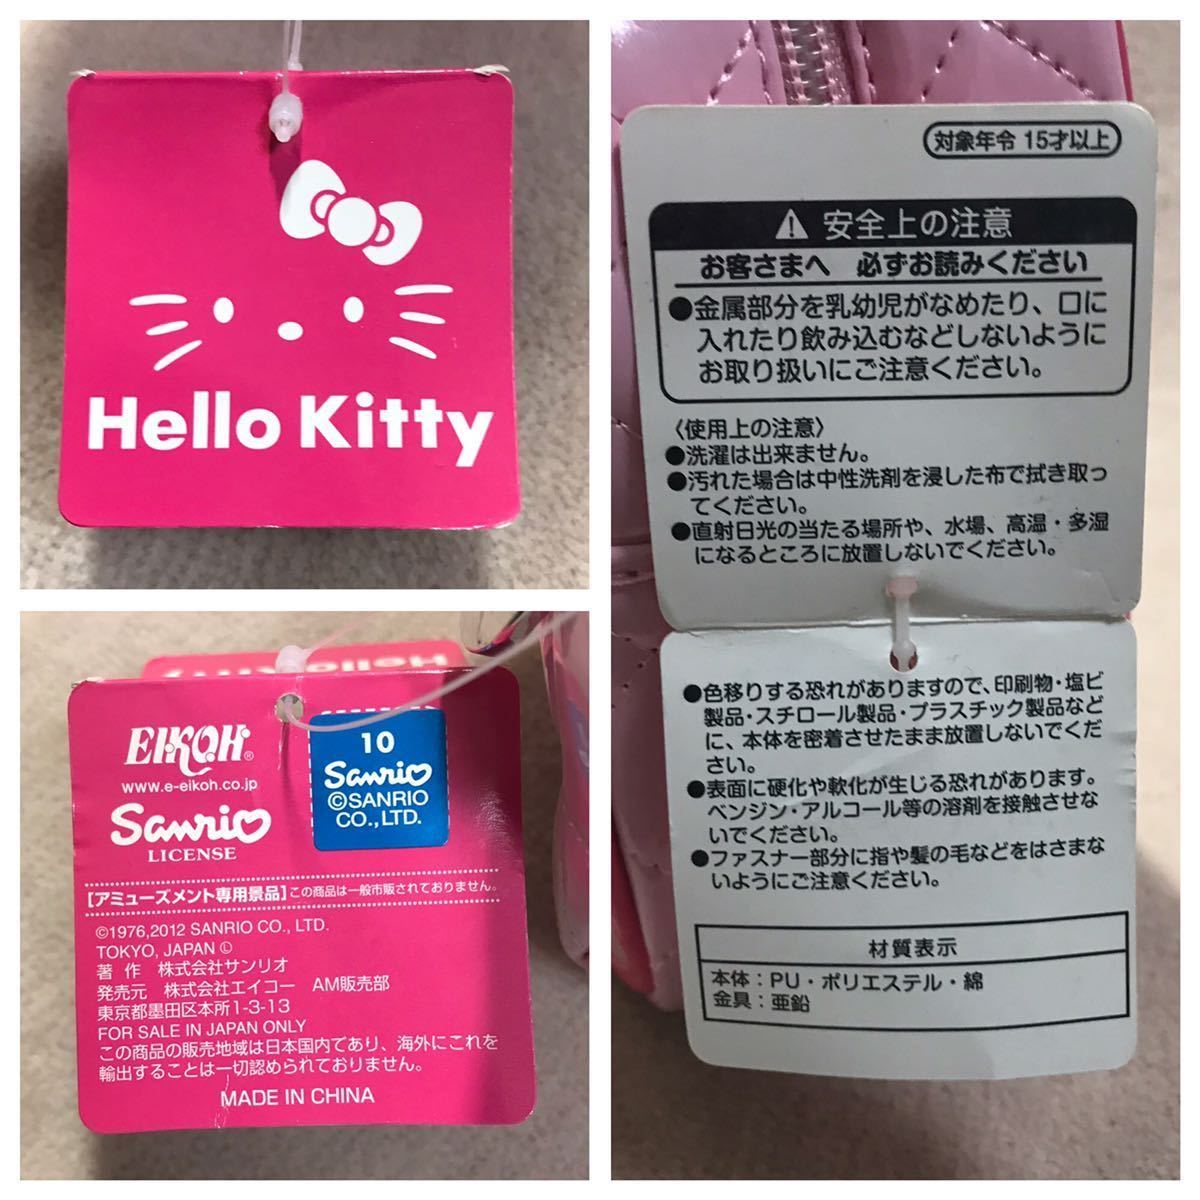 Hello Kitty
Hello Kitty
EIKOH®
www.e-eikoh.co.jp
Sanrio
LICENSE
10
Sanrio
©SANRIO
CO.,LTD.
[アミューズメント専用景品] この商品は一般市販されておりません。
©1976,2012 SANRIO CO., LTD.
TOKYO, JAPAN Ⓛ
著 作 株式会社サンリオ
発売元 株式会社エイコー AM販売部
東京都墨田区本所1-3-13
FOR SALE IN JAPAN ONLY
この商品の販売地域は日本国内であり、海外にこれを
輸出することは一切認められておりません。
MADE IN CHINA
対象年令 15才以上
⚠ 安全上の注意
お客さまへ 必ずお読みください
●金属部分を乳幼児がなめたり、口に
入れたり飲み込むなどしないように
お取り扱いにご注意ください。
〈使用上の注意〉
●洗濯は出来ません。
●汚れた場合は中性洗剤を浸した布で拭き取っ
てください。
●直射日光の当たる場所や、水場、高温・多湿
になるところに放置しないでください。
●色移りする恐れがありますので、印刷物・塩ビ
製品・スチロール製品・プラスチック製品などに
に、本体を密着させたまま放置しないでくだ
さい。
●表面に硬化や軟化が生じる恐れがあります。
ベンジン・アルコール等の溶剤を接触させな
いでください。
●ファスナー部分に指や髪の毛などをはさまな
いようにご注意ください。
材質表示
本体：PU・ポリエステル・綿
金具：亜鉛